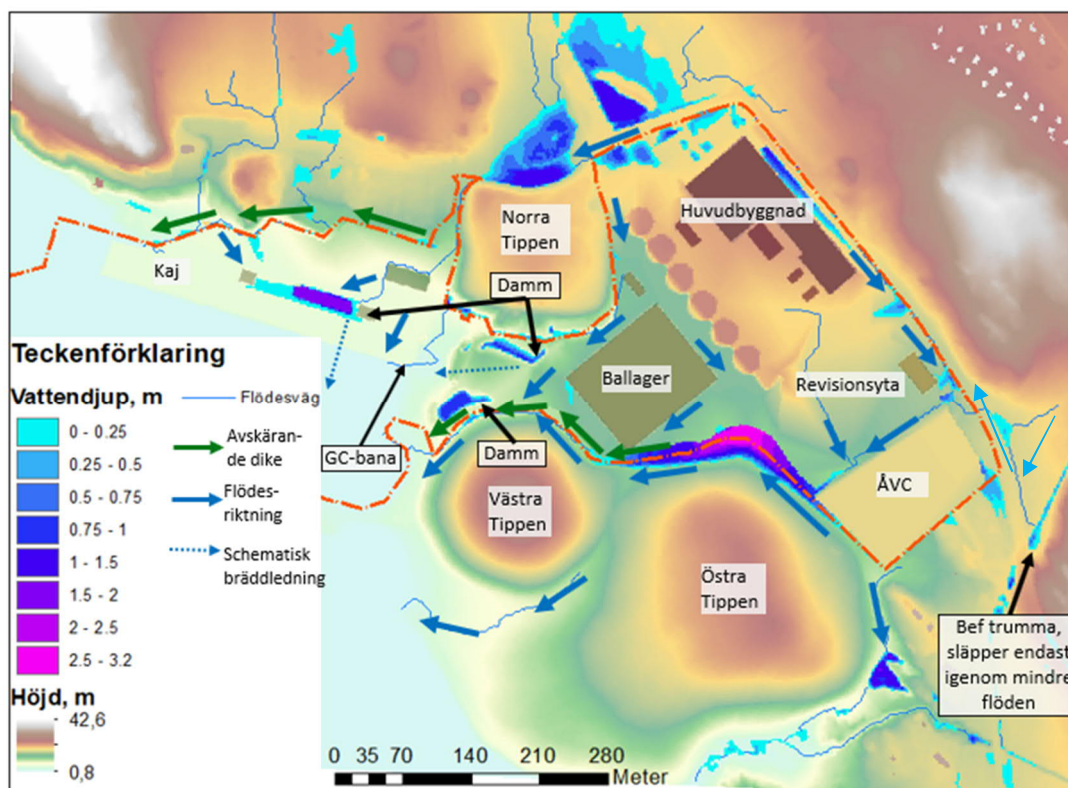 Norra
Tippen
Huvudbyggnad
Kaj
Damm
Ballager
Revisionsyta
GC-bana
Damm
Västra
Tippen
ÅVC
Östra
Tippen
Bef trumma,
släpper endast
igenom mindre
flöden
Teckenförklaring
Vattendjup, m
0 - 0.25
0.25 - 0.5
0.5 - 0.75
0.75 - 1
1 - 1.5
1.5 - 2
2 - 2.5
2.5 - 3.2
Höjd, m
42,6
0,8
Flödesväg
Avskäran-
de dike
Flödes-
riktning
Schematisk
bräddledning
0 35 70 140 210 280
Meter